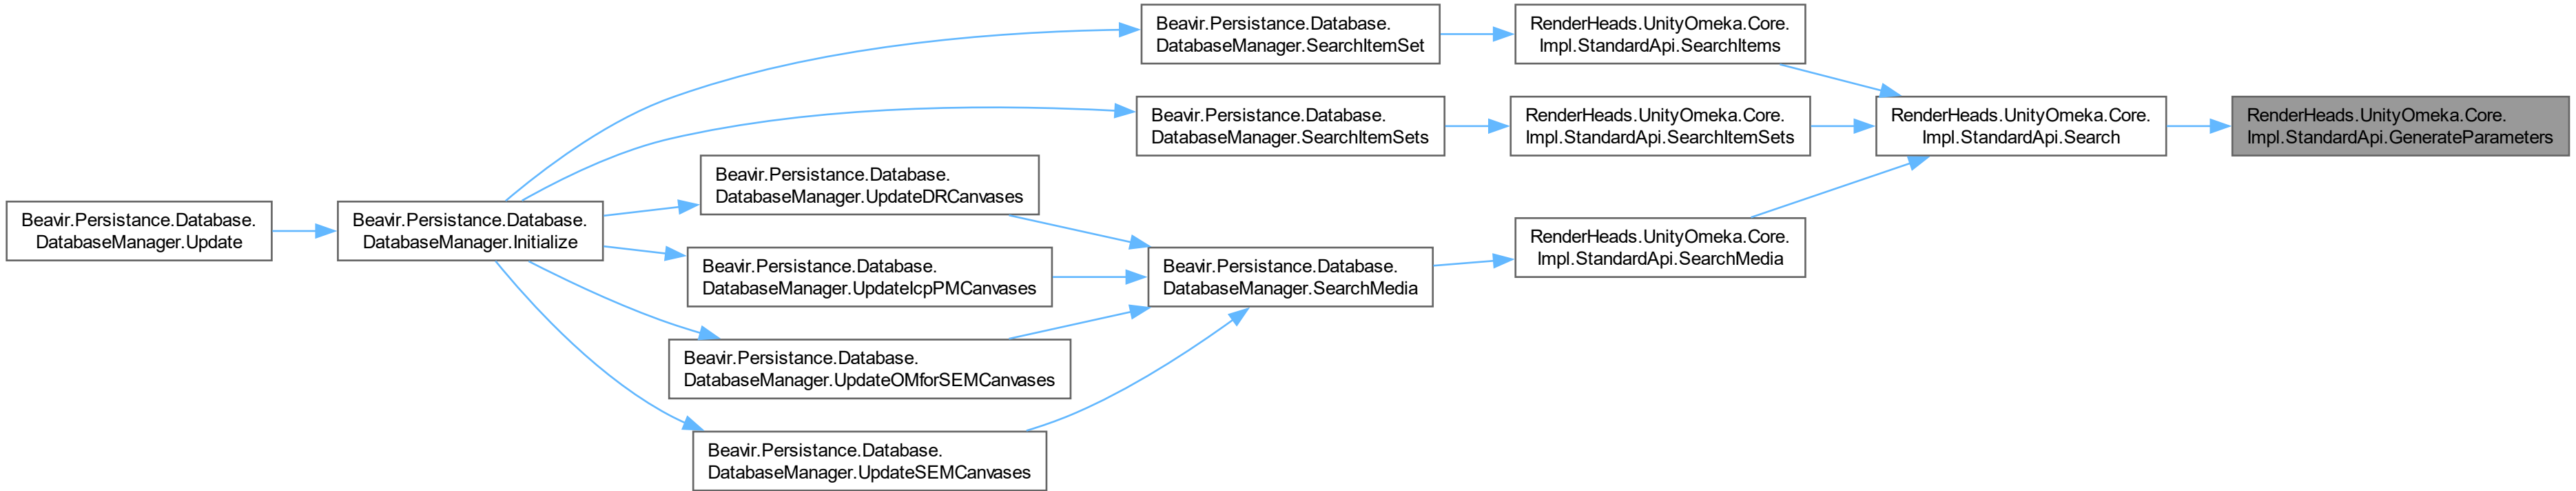 Beavir.Persistance.Database.
DatabaseManager.SearchItemSet
RenderHeads.UnityOmeka.Core.
Impl.StandardApi.SearchItems
Beavir.Persistance.Database.
DatabaseManager.SearchItemSets
RenderHeads.UnityOmeka.Core.
Impl.StandardApi.SearchItemSets
RenderHeads.UnityOmeka.Core.
Impl.StandardApi.Search
RenderHeads.UnityOmeka.Core.
Impl.StandardApi.GenerateParameters
Beavir.Persistance.Database.
DatabaseManager.UpdateDRCanvases
Beavir.Persistance.Database.
DatabaseManager.Update
Beavir.Persistance.Database.
DatabaseManager.Initialize
RenderHeads.UnityOmeka.Core.
Impl.StandardApi.SearchMedia
Beavir.Persistance.Database.
DatabaseManager.UpdateIcpPMCanvases
Beavir.Persistance.Database.
DatabaseManager.SearchMedia
Beavir.Persistance.Database.
DatabaseManager.UpdateOMforSEMCanvases
Beavir.Persistance.Database.
DatabaseManager.UpdateSEMCanvases